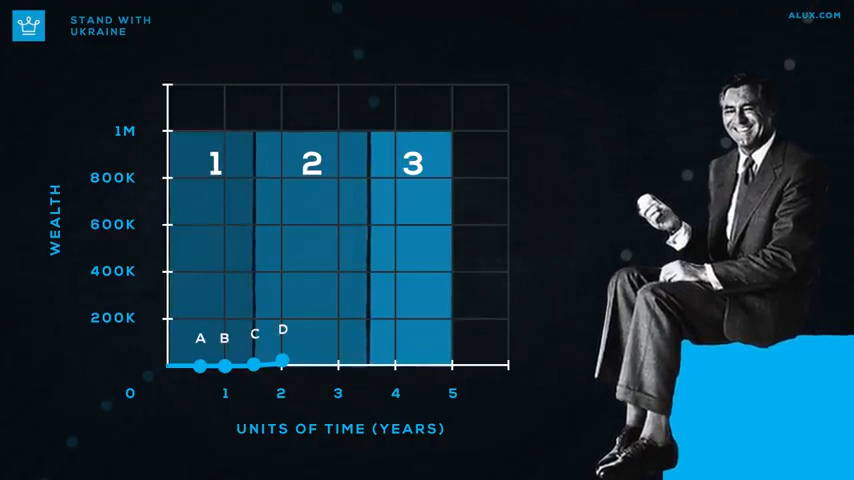 STAND WITH
UKRAINE
ALUX.COM
1M
800K
600K
400K
200K
0
WEALTH
1
2
3
A
B
C
D
1
2
3
4
5
UNITS OF TIME (YEARS)